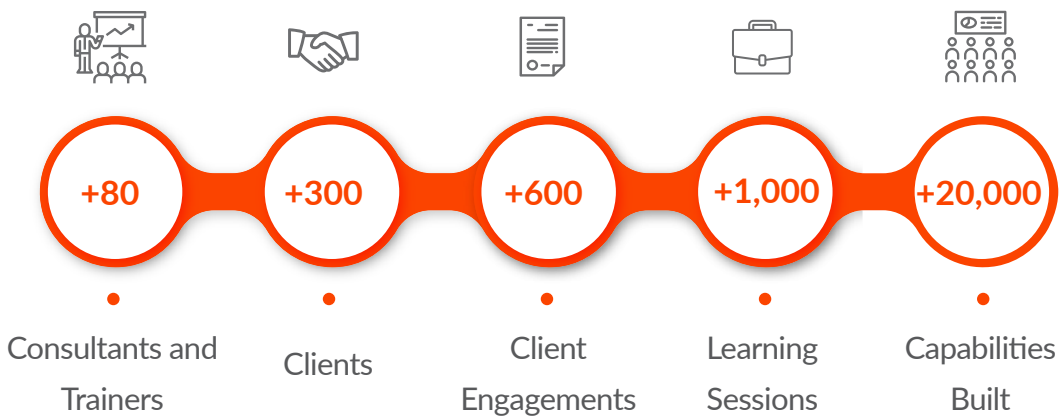 +80
+300
+600
+1,000
+20,000
Consultants and
Trainers
Clients
Client
Engagements
Learning
Sessions
Capabilities
Built